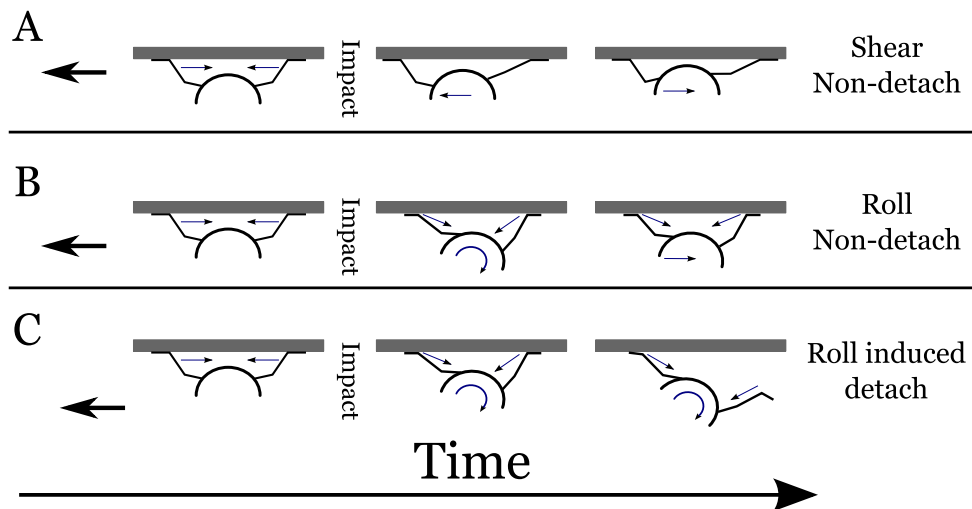 A
Impact
Shear
Non-detach
B
Impact
Roll
Non-detach
C
Impact
Roll induced
detach
Time